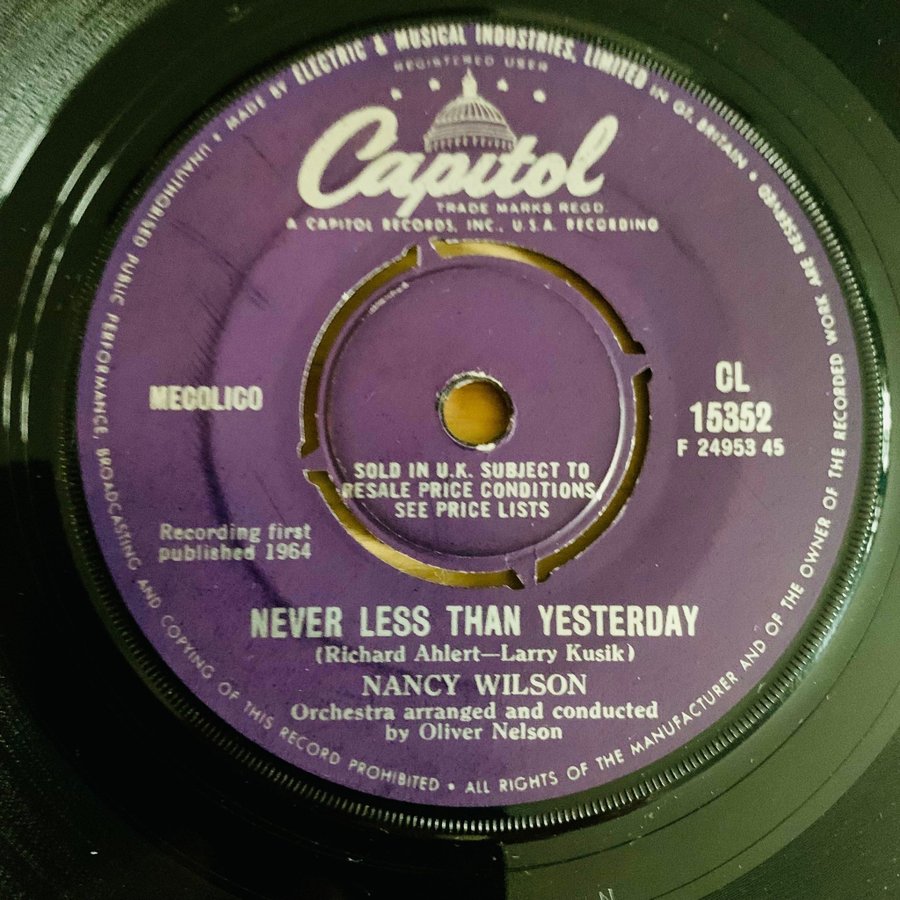 MADE BY ELECTRIC & MUSICAL INDUSTRIES, LIMITED IN GT. BRITAIN • ALL RIGHTS OF THE MANUFACTURER AND OF THE OWNER OF THE RECORDED WORK ARE RESERVED • UNAUTHORISED PUBLIC PERFORMANCE, BROADCASTING AND COPYING OF THIS RECORD PROHIBITED •
REGISTERED USER
Capitol
TRADE MARKS REGD
A CAPITOL RECORDS, INC., U.S.A. RECORDING
MECOLICO
CL
15352
F 24953 45
SOLD IN U.K. SUBJECT TO
RESALE PRICE CONDITIONS,
SEE PRICE LISTS
Recording first
published 1964
NEVER LESS THAN YESTERDAY
(Richard Ahlert—Larry Kusik)
NANCY WILSON
Orchestra arranged and conducted
by Oliver Nelson
N